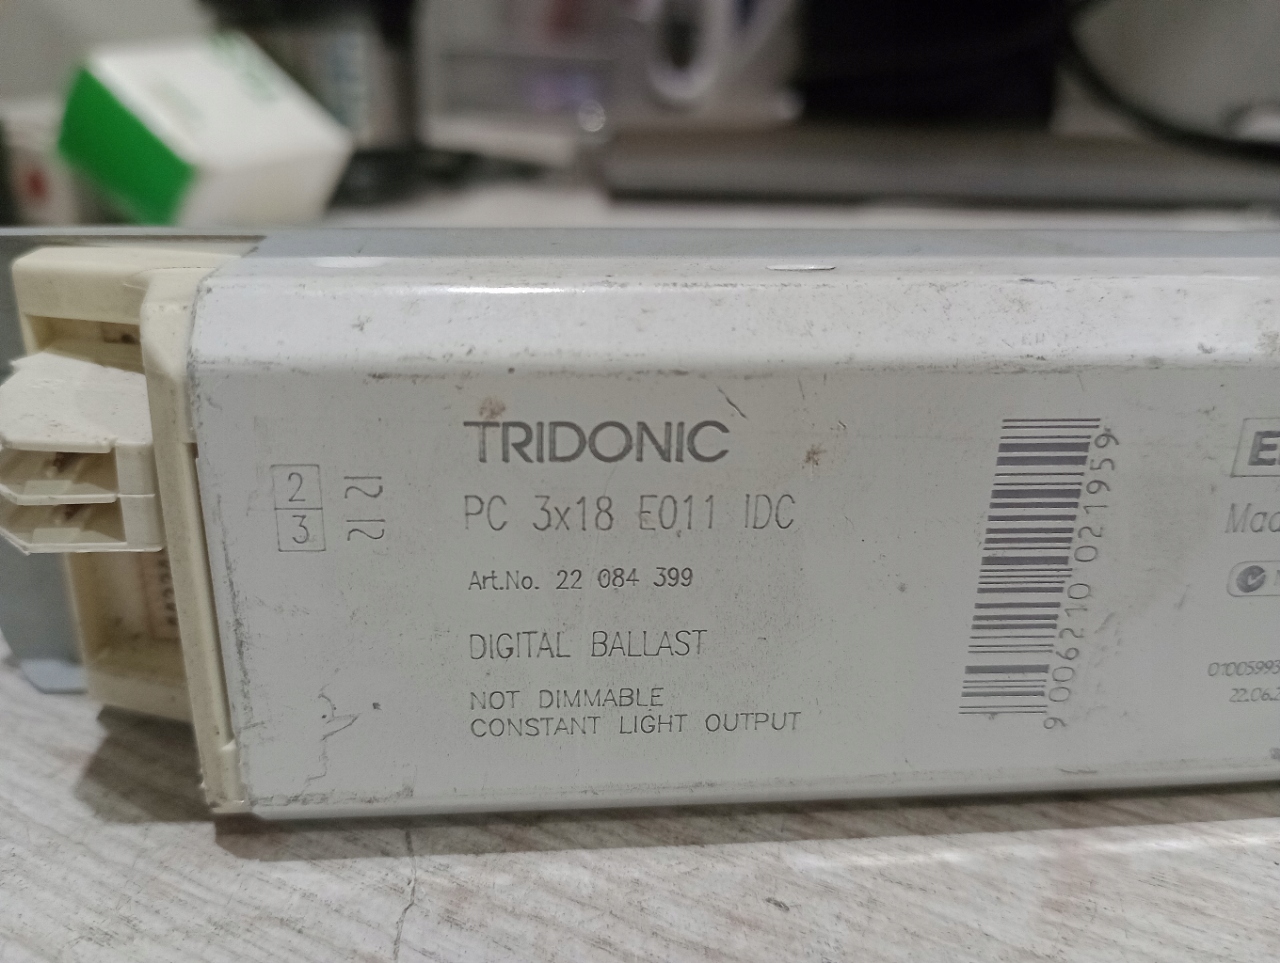 TRIDONIC
PC 3x18 E011 IDC
Art.No. 22 084 399
DIGITAL BALLAST
NOT DIMMABLE
CONSTANT LIGHT OUTPUT
2
3
9 006210 021959